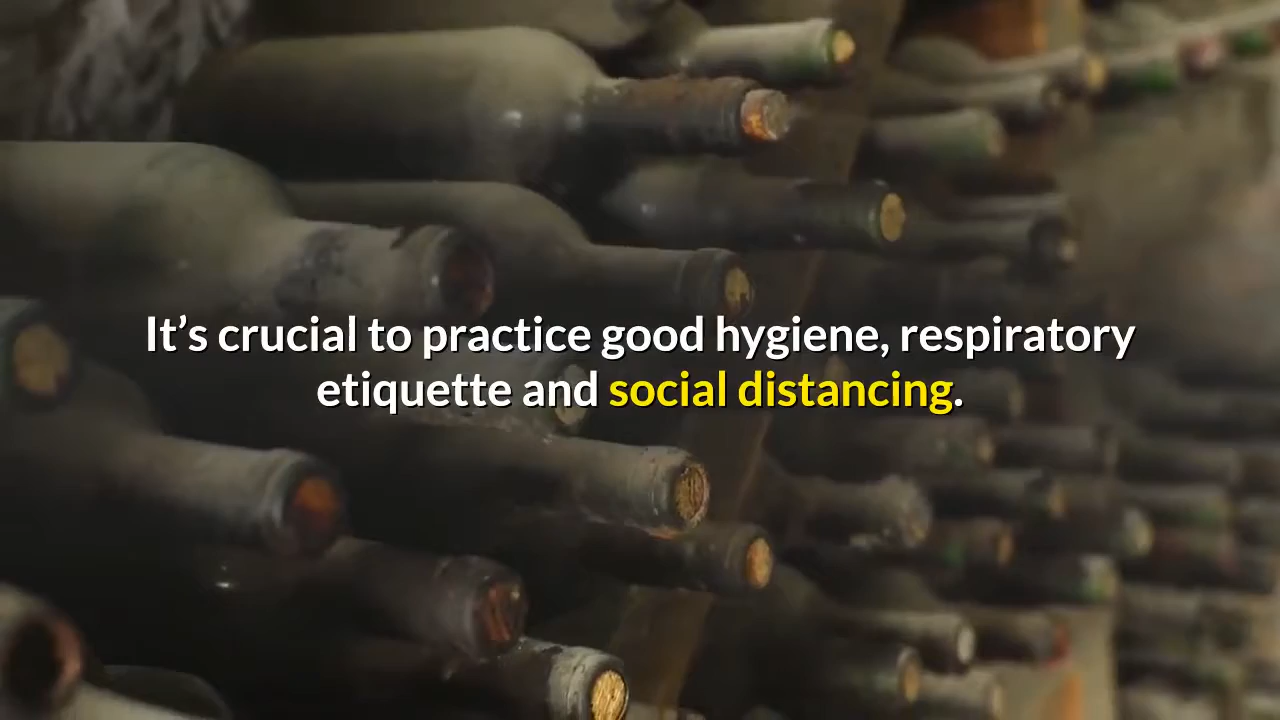 It’s crucial to practice good hygiene, respiratory
etiquette and social distancing.